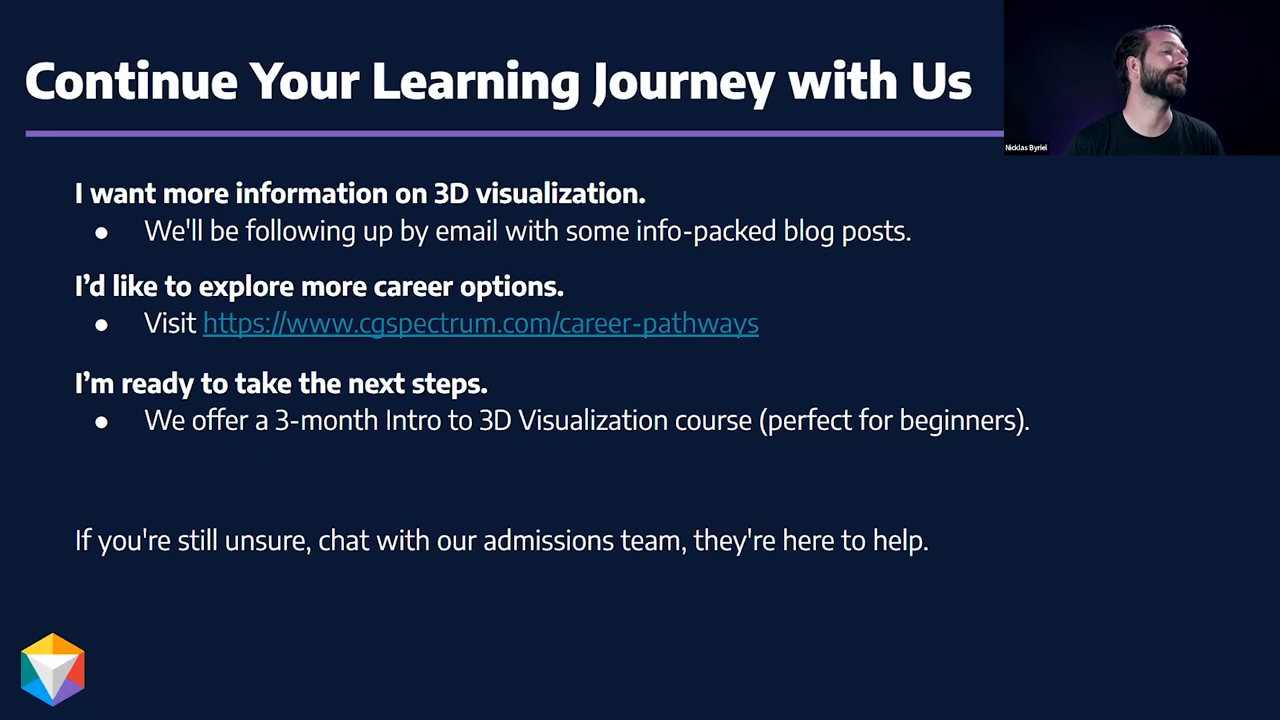 Continue Your Learning Journey with Us
Nicklas Byriel
I want more information on 3D visualization.
● We'll be following up by email with some info-packed blog posts.
I’d like to explore more career options.
● Visit https://www.cgspectrum.com/career-pathways
I’m ready to take the next steps.
● We offer a 3-month Intro to 3D Visualization course (perfect for beginners).
If you're still unsure, chat with our admissions team, they're here to help.